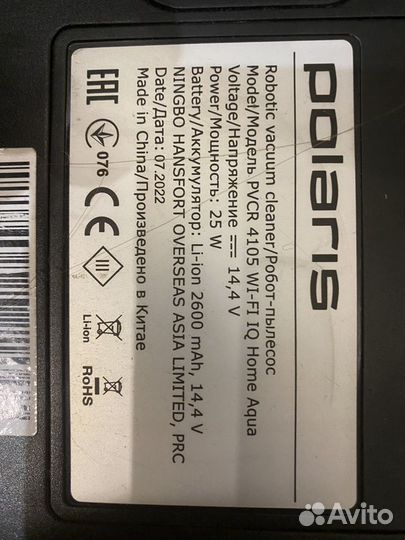 polaris
Robotic vacuum cleaner/Робот-пылесос
Model/Модель PVCR 4105 WI-FI IQ Home Aqua
Voltage/Напряжение ⎓ 14,4 V
Power/Мощность: 25 W
Battery/Аккумулятор: Li-ion 2600 mAh, 14,4 V
NINGBO HANSFORT OVERSEAS ASIA LIMITED, PRC
Date/Дата: 07.2022
Made in China/Произведено в Китае
EAC
076
CE
III
Li-Ion
RoHS
Avito